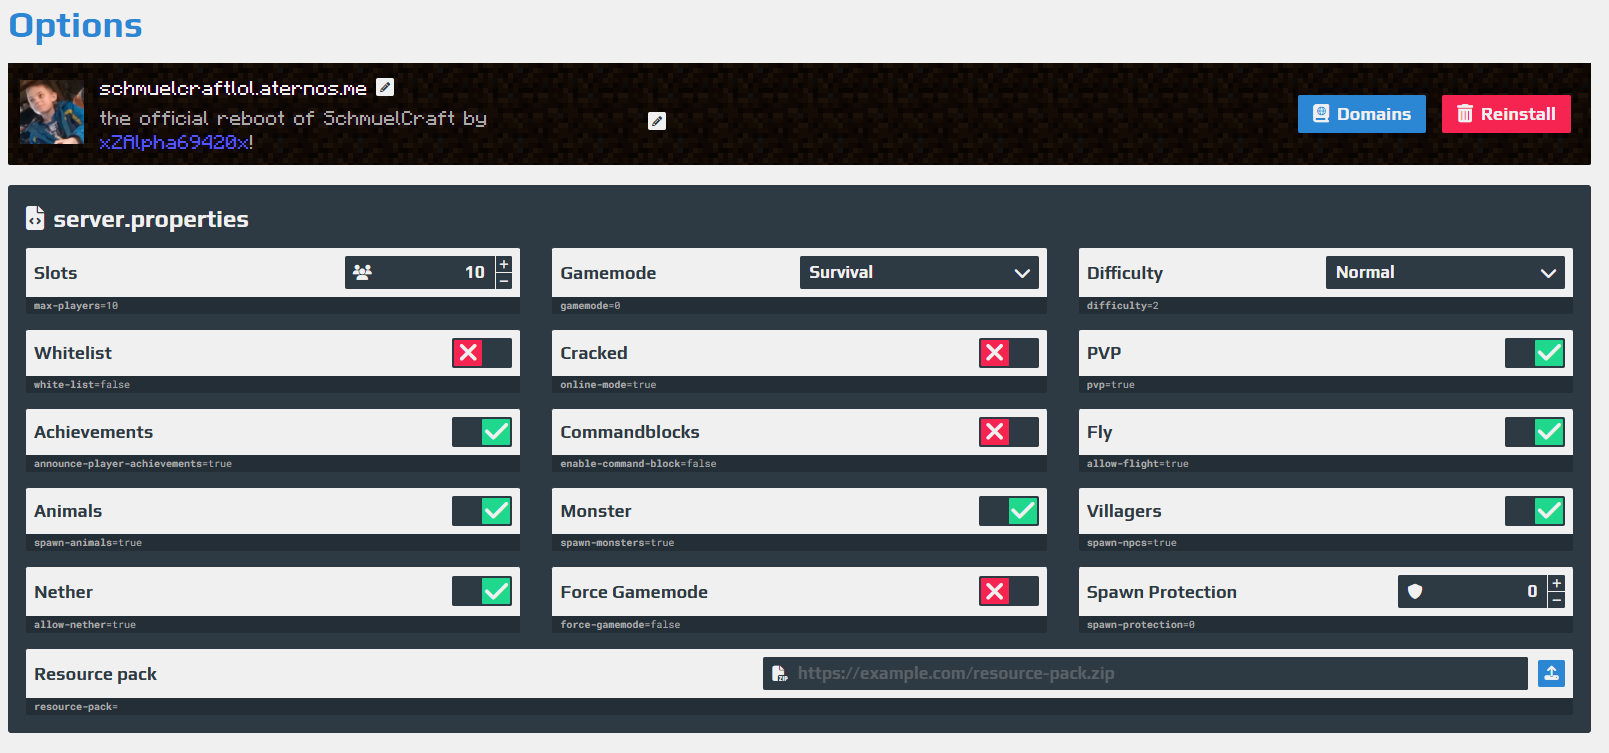 Options
schmuelcraftlol.aternos.me
the official reboot of SchmuelCraft by
xZAlpha69420x!
Domains
Reinstall
server.properties
Slots 10 + −
max-players=10
Gamemode Survival
gamemode=0
Difficulty Normal
difficulty=2
Whitelist
white-list=false
Cracked
online-mode=true
PVP
pvp=true
Achievements
announce-player-achievements=true
Commandblocks
enable-command-block=false
Fly
allow-flight=true
Animals
spawn-animals=true
Monster
spawn-monsters=true
Villagers
spawn-npcs=true
Nether
allow-nether=true
Force Gamemode
force-gamemode=false
Spawn Protection 0 + −
spawn-protection=0
Resource pack ZIP https://example.com/resource-pack.zip
resource-pack=